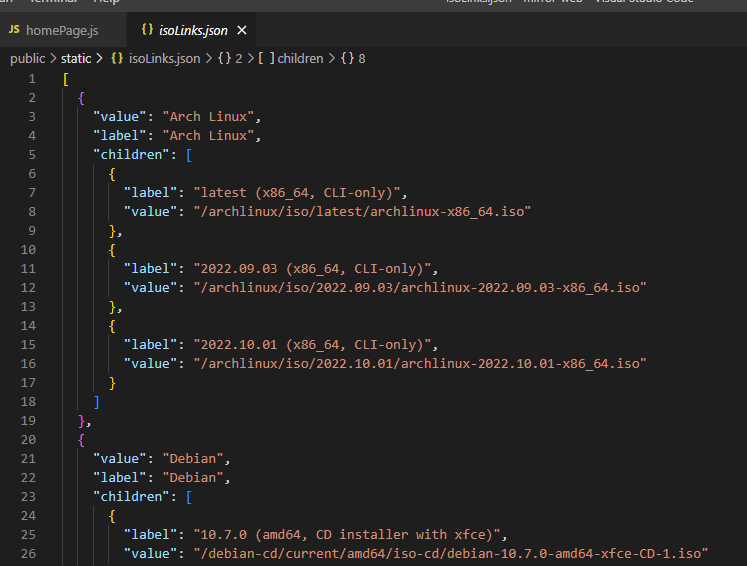 JS homePage.js
{} isoLinks.json ×
public > static > {} isoLinks.json > {} 2 > [ ] children > {} 8
1 [
2 {
3 "value": "Arch Linux",
4 "label": "Arch Linux",
5 "children": [
6 {
7 "label": "latest (x86_64, CLI-only)",
8 "value": "/archlinux/iso/latest/archlinux-x86_64.iso"
9 },
10 {
11 "label": "2022.09.03 (x86_64, CLI-only)",
12 "value": "/archlinux/iso/2022.09.03/archlinux-2022.09.03-x86_64.iso"
13 },
14 {
15 "label": "2022.10.01 (x86_64, CLI-only)",
16 "value": "/archlinux/iso/2022.10.01/archlinux-2022.10.01-x86_64.iso"
17 }
18 ]
19 },
20 {
21 "value": "Debian",
22 "label": "Debian",
23 "children": [
24 {
25 "label": "10.7.0 (amd64, CD installer with xfce)",
26 "value": "/debian-cd/current/amd64/iso-cd/debian-10.7.0-amd64-xfce-CD-1.iso"